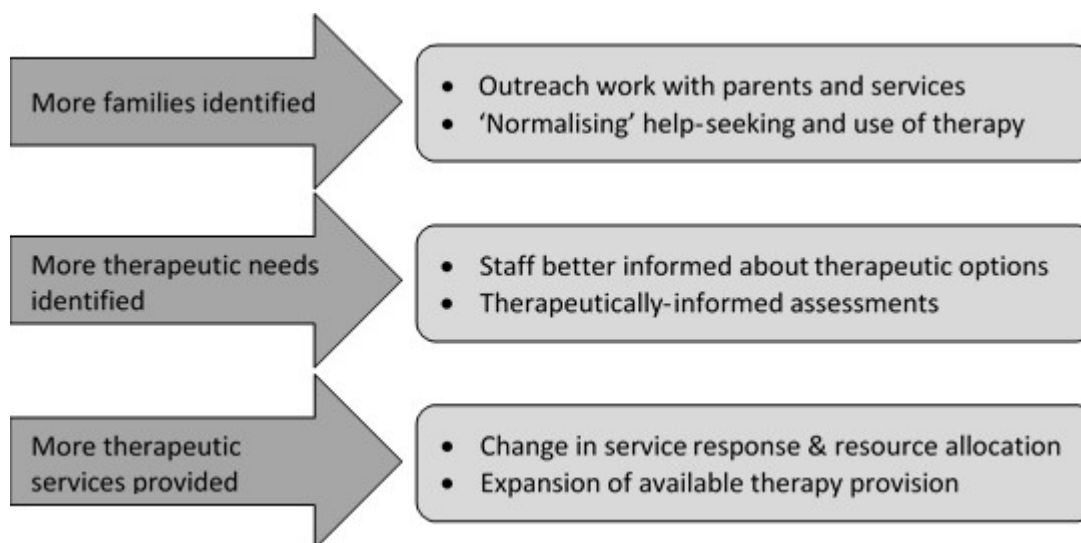 More families identified
• Outreach work with parents and services
• ‘Normalising’ help-seeking and use of therapy
More therapeutic needs
identified
• Staff better informed about therapeutic options
• Therapeutically-informed assessments
More therapeutic
services provided
• Change in service response & resource allocation
• Expansion of available therapy provision